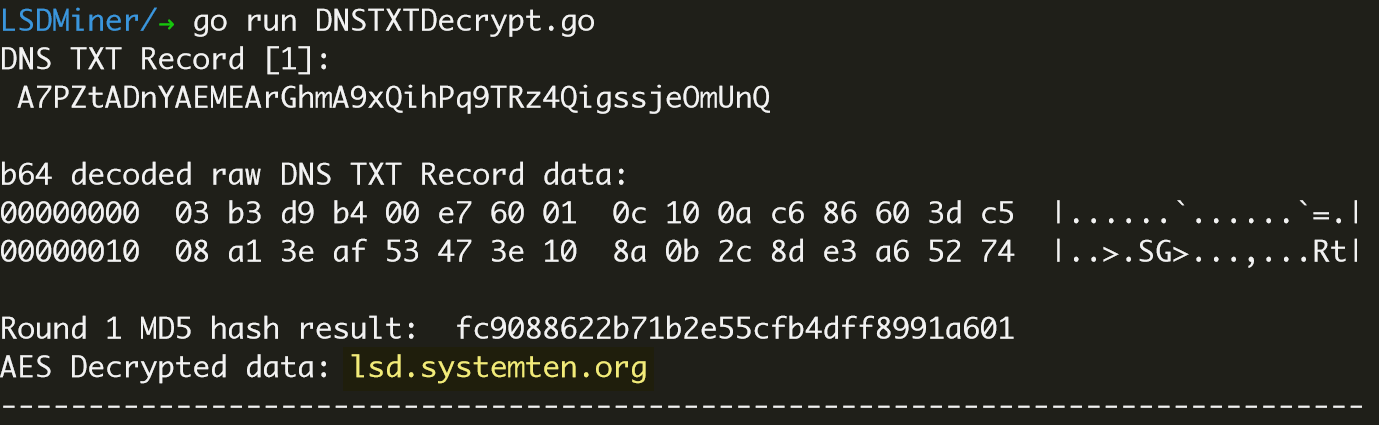 LSDMiner/→ go run DNSTXTDecrypt.go
DNS TXT Record [1]:
A7PZtADnYAEMEArGhmA9xQihPq9TRz4QigssjeOmUnQ
b64 decoded raw DNS TXT Record data:
00000000  03 b3 d9 b4 00 e7 60 01  0c 10 0a c6 86 60 3d c5  |......`......`=.|
00000010  08 a1 3e af 53 47 3e 10  8a 0b 2c 8d e3 a6 52 74  |..>.SG>...,...Rt|
Round 1 MD5 hash result:  fc9088622b71b2e55cfb4dff8991a601
AES Decrypted data: lsd.systemten.org
--------------------------------------------------------------------------------